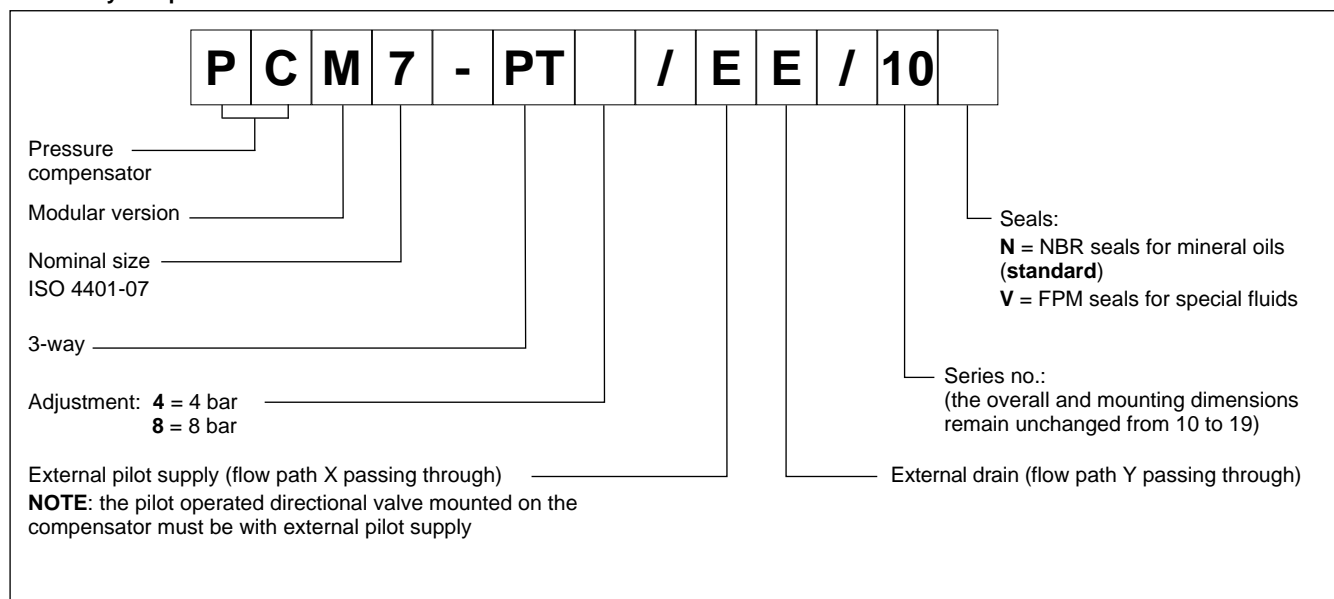 P C M 7 - PT / E E / 10
Pressure
compensator
Modular version
Nominal size
ISO 4401-07
3-way
Adjustment: 4 = 4 bar
8 = 8 bar
External pilot supply (flow path X passing through)
NOTE: the pilot operated directional valve mounted on the
compensator must be with external pilot supply
Seals:
N = NBR seals for mineral oils
(standard)
V = FPM seals for special fluids
Series no.:
(the overall and mounting dimensions
remain unchanged from 10 to 19)
External drain (flow path Y passing through)